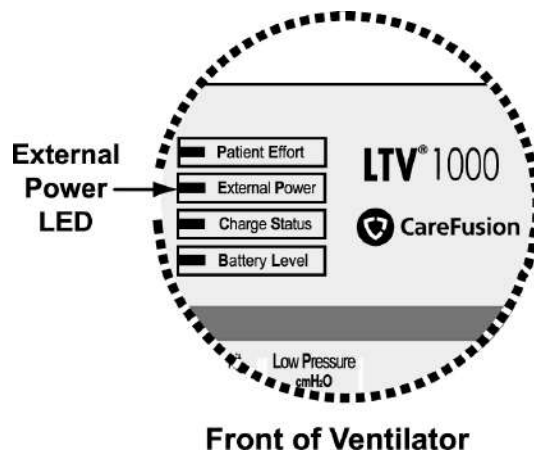 External
Power
LED
Patient Effort
External Power
Charge Status
Battery Level
LTV® 1000
CareFusion
Low Pressure
cmH₂O
Front of Ventilator